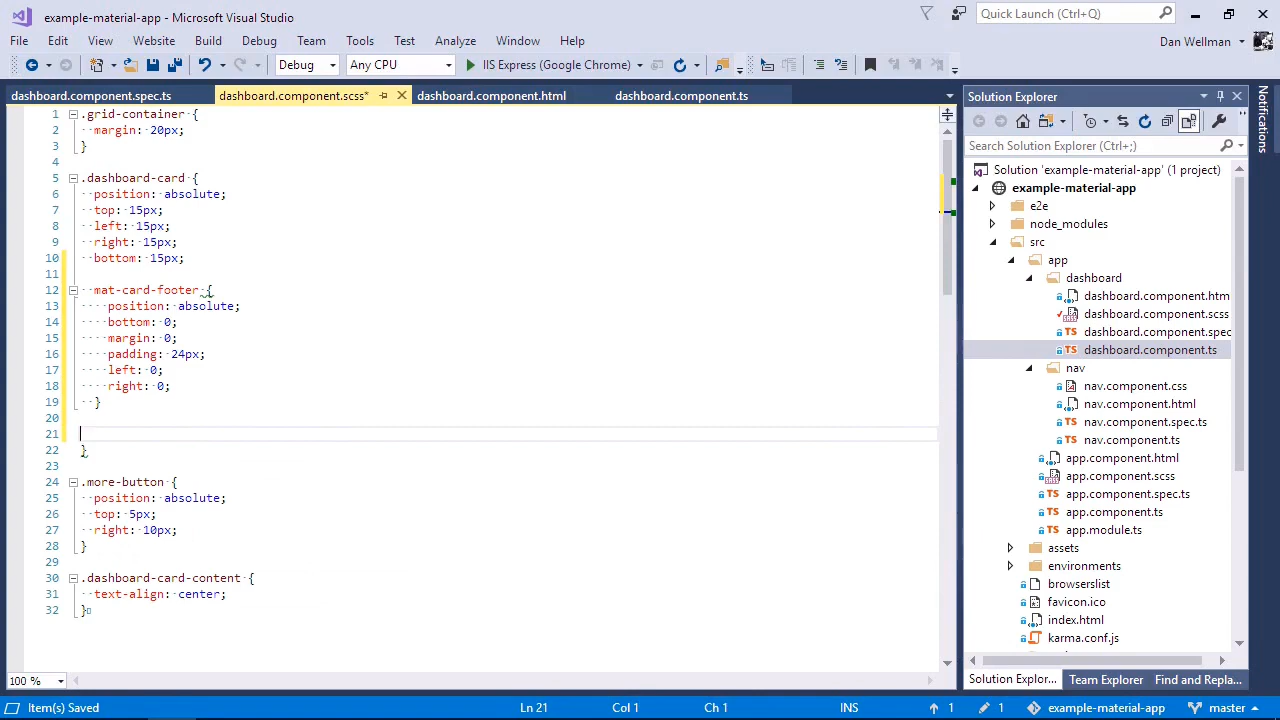 example-material-app - Microsoft Visual Studio
Quick Launch (Ctrl+Q)
File Edit View Website Build Debug Team Tools Test Analyze Window Help
Dan Wellman
Debug Any CPU IIS Express (Google Chrome)
dashboard.component.spec.ts dashboard.component.scss* dashboard.component.html dashboard.component.ts
1 .grid-container {
2 margin: 20px;
3 }
4
5 .dashboard-card {
6 position: absolute;
7 top: 15px;
8 left: 15px;
9 right: 15px;
10 bottom: 15px;
11
12 mat-card-footer {
13 position: absolute;
14 bottom: 0;
15 margin: 0;
16 padding: 24px;
17 left: 0;
18 right: 0;
19 }
20
21
22 }
23
24 .more-button {
25 position: absolute;
26 top: 5px;
27 right: 10px;
28 }
29
30 .dashboard-card-content {
31 text-align: center;
32 }
100 %
Solution Explorer
Search Solution Explorer (Ctrl+;)
Solution 'example-material-app' (1 project)
example-material-app
e2e
node_modules
src
app
dashboard
dashboard.component.htm
dashboard.component.scss
dashboard.component.spec
dashboard.component.ts
nav
nav.component.css
nav.component.html
nav.component.spec.ts
nav.component.ts
app.component.html
app.component.scss
app.component.spec.ts
app.component.ts
app.module.ts
assets
environments
browserslist
favicon.ico
index.html
karma.conf.js
Solution Explor... Team Explorer Find and Repla...
Notifications
Item(s) Saved Ln 21 Col 1 Ch 1 INS 1 1 example-material-app master